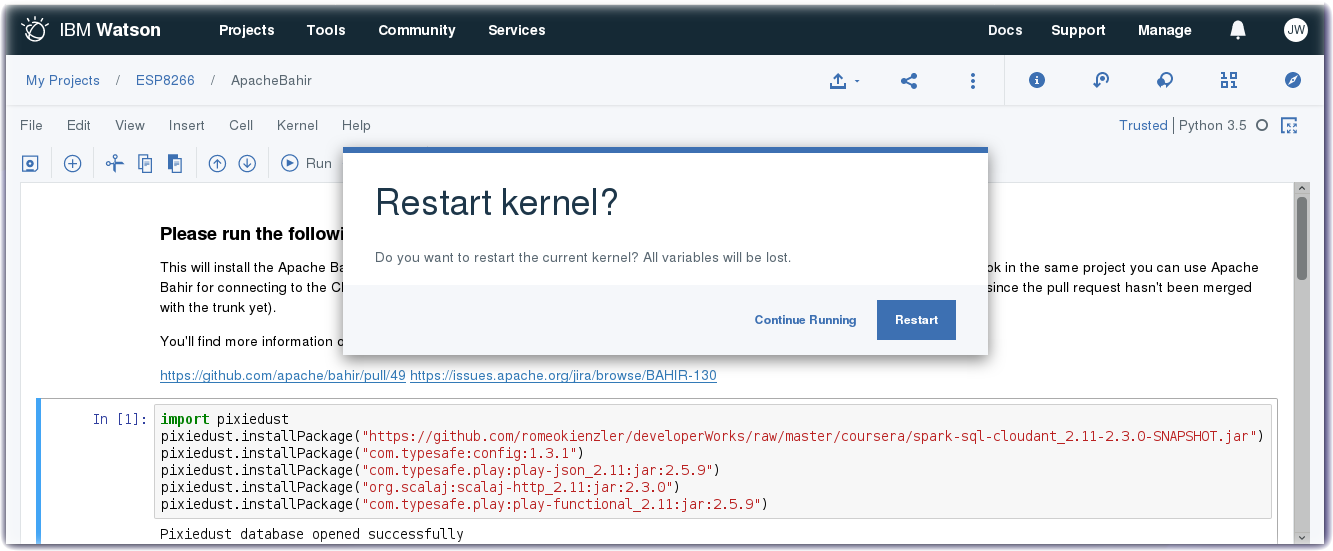 IBM Watson Projects Tools Community Services Docs Support Manage JW
My Projects / ESP8266 / ApacheBahir
File Edit View Insert Cell Kernel Help Trusted | Python 3.5
Run
Restart kernel?
Do you want to restart the current kernel? All variables will be lost.
Continue Running Restart
Please run the
This will install the Apache in the same project you can use Apache
Bahir for connecting to the since the pull request hasn't been merged
with the trunk yet).
You'll find more information
https://github.com/apache/bahir/pull/49 https://issues.apache.org/jira/browse/BAHIR-130
In [1]: import pixiedust
pixiedust.installPackage("https://github.com/romeokienzler/developerWorks/raw/master/coursera/spark-sql-cloudant_2.11-2.3.0-SNAPSHOT.jar")
pixiedust.installPackage("com.typesafe:config:1.3.1")
pixiedust.installPackage("com.typesafe.play:play-json_2.11:jar:2.5.9")
pixiedust.installPackage("org.scalaj:scalaj-http_2.11:jar:2.3.0")
pixiedust.installPackage("com.typesafe.play:play-functional_2.11:jar:2.5.9")
Pixiedust database opened successfully